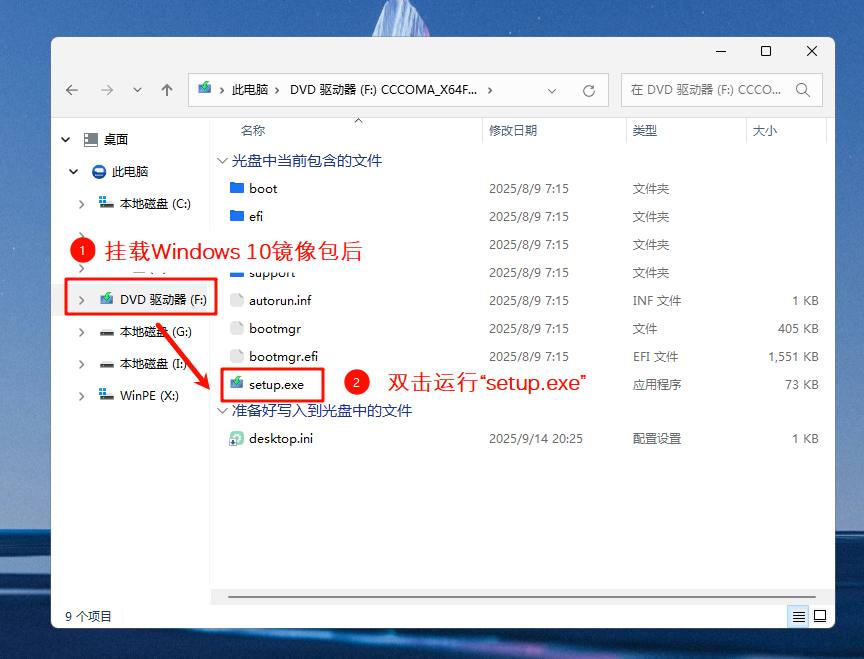 此电脑 DVD 驱动器 (F:) CCCOMA_X64F... 在 DVD 驱动器 (F:) CCCO...
名称 修改日期 类型 大小
桌面
此电脑
本地磁盘 (C:)
1 挂载Windows 10镜像包后
DVD 驱动器 (F:)
本地磁盘 (G:)
本地磁盘 (I:)
WinPE (X:)
光盘中当前包含的文件
boot 2025/8/9 7:15 文件夹
efi 2025/8/9 7:15 文件夹
2025/8/9 7:15 文件夹
support 2025/8/9 7:15 文件夹
autorun.inf 2025/8/9 7:15 INF 文件 1 KB
bootmgr 2025/8/9 7:15 文件 405 KB
bootmgr.efi 2025/8/9 7:15 EFI 文件 1,551 KB
setup.exe 2 双击运行“setup.exe” 应用程序 73 KB
准备好写入到光盘中的文件
desktop.ini 2025/9/14 20:25 配置设置 1 KB
9 个项目